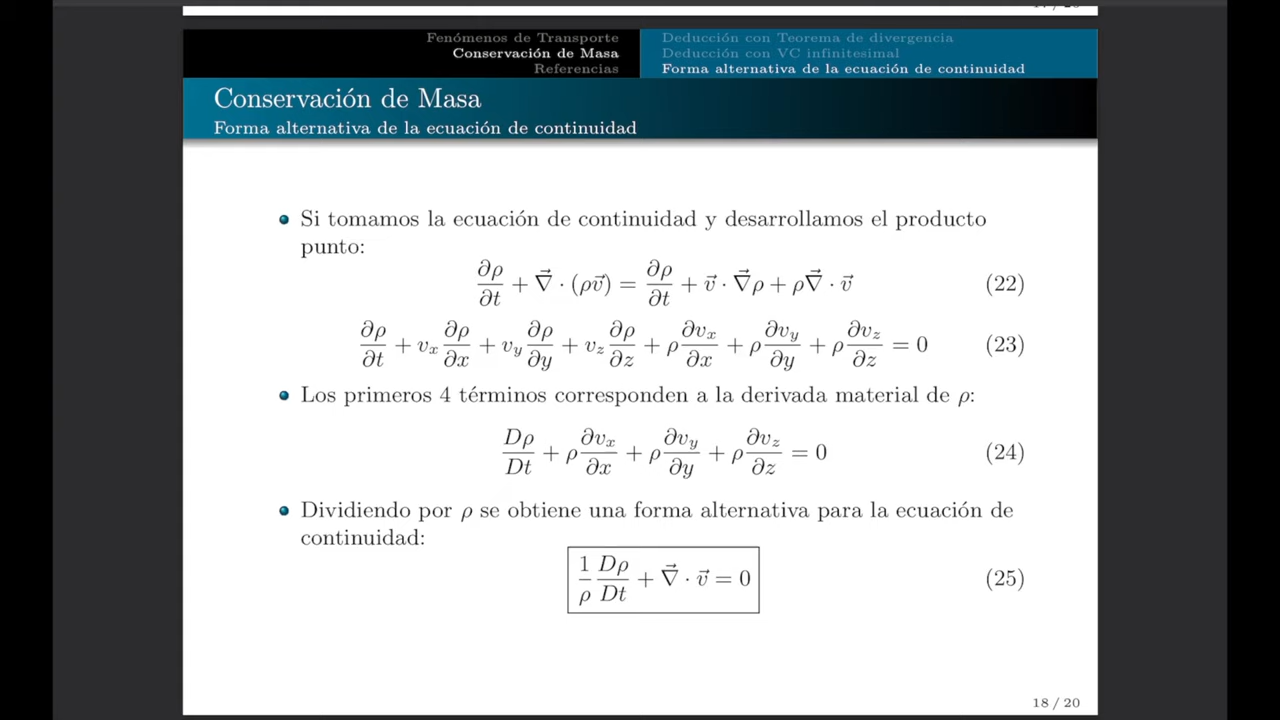 Fenómenos de Transporte
Conservación de Masa
Referencias
Deducción con Teorema de divergencia
Deducción con VC infinitesimal
Forma alternativa de la ecuación de continuidad
Conservación de Masa
Forma alternativa de la ecuación de continuidad
Si tomamos la ecuación de continuidad y desarrollamos el producto
punto:
∂ρ/∂t + ∇⃗ · (ρv⃗) = ∂ρ/∂t + v⃗ · ∇⃗ρ + ρ∇⃗ · v⃗ (22)
∂ρ/∂t + vₓ ∂ρ/∂x + v_y ∂ρ/∂y + v_z ∂ρ/∂z + ρ ∂vₓ/∂x + ρ ∂v_y/∂y + ρ ∂v_z/∂z = 0 (23)
Los primeros 4 términos corresponden a la derivada material de ρ:
Dρ/Dt + ρ ∂vₓ/∂x + ρ ∂v_y/∂y + ρ ∂v_z/∂z = 0 (24)
Dividiendo por ρ se obtiene una forma alternativa para la ecuación de
continuidad:
1/ρ Dρ/Dt + ∇⃗ · v⃗ = 0 (25)
18 / 20